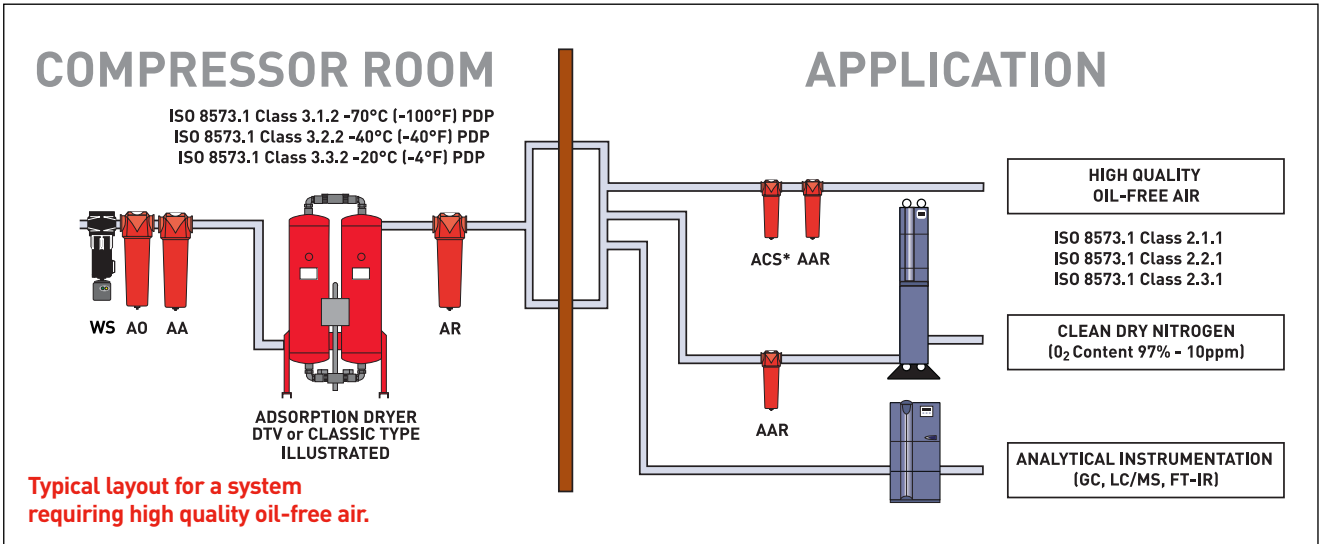 COMPRESSOR ROOM
ISO 8573.1 Class 3.1.2 -70°C (-100°F) PDP
ISO 8573.1 Class 3.2.2 -40°C (-40°F) PDP
ISO 8573.1 Class 3.3.2 -20°C (-4°F) PDP
WS AO AA
AR
ADSORPTION DRYER
DTV or CLASSIC TYPE
ILLUSTRATED
Typical layout for a system
requiring high quality oil-free air.
APPLICATION
ACS* AAR
AAR
HIGH QUALITY
OIL-FREE AIR
ISO 8573.1 Class 2.1.1
ISO 8573.1 Class 2.2.1
ISO 8573.1 Class 2.3.1
CLEAN DRY NITROGEN
(0₂ Content 97% - 10ppm)
ANALYTICAL INSTRUMENTATION
(GC, LC/MS, FT-IR)